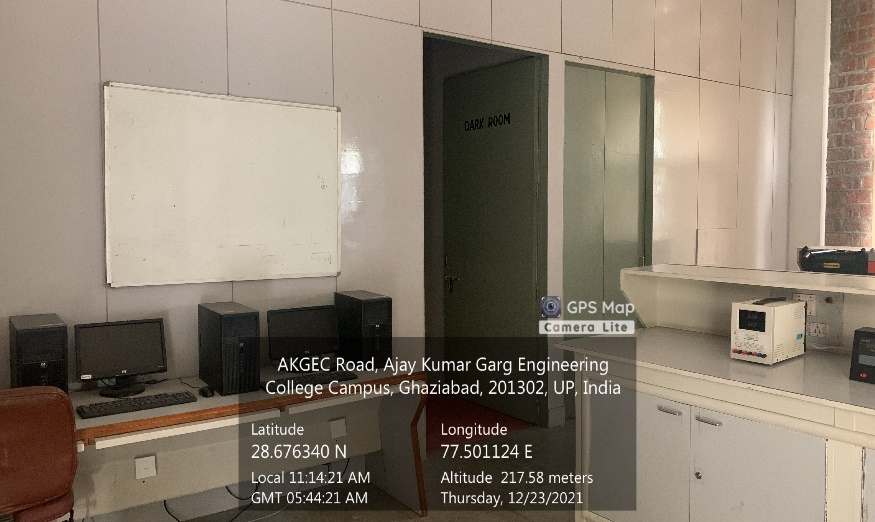 DARK ROOM
GPS Map
Camera Lite
AKGEC Road, Ajay Kumar Garg Engineering
College Campus, Ghaziabad, 201302, UP, India
Latitude
28.676340 N
Longitude
77.501124 E
Local 11:14:21 AM
GMT 05:44:21 AM
Altitude 217.58 meters
Thursday, 12/23/2021